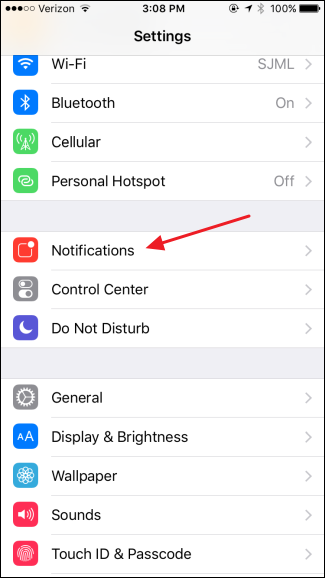 Verizon 3:08 PM 100%
Settings
Wi-Fi SJML
Bluetooth On
Cellular
Personal Hotspot Off
Notifications
Control Center
Do Not Disturb
General
AA Display & Brightness
Wallpaper
Sounds
Touch ID & Passcode